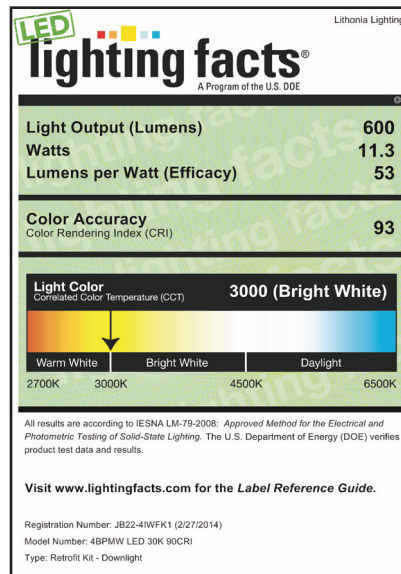 Lithonia Lighting
LED
lighting facts®
A Program of the U.S. DOE
Light Output (Lumens) 600
Watts 11.3
Lumens per Watt (Efficacy) 53
Color Accuracy
Color Rendering Index (CRI) 93
Light Color
Correlated Color Temperature (CCT) 3000 (Bright White)
Warm White Bright White Daylight
2700K 3000K 4500K 6500K
All results are according to IESNA LM-79-2008: Approved Method for the Electrical and
Photometric Testing of Solid-State Lighting. The U.S. Department of Energy (DOE) verifies
product test data and results.
Visit www.lightingfacts.com for the Label Reference Guide.
Registration Number: JB22-4IWFK1 (2/27/2014)
Model Number: 4BPMW LED 30K 90CRI
Type: Retrofit Kit - Downlight